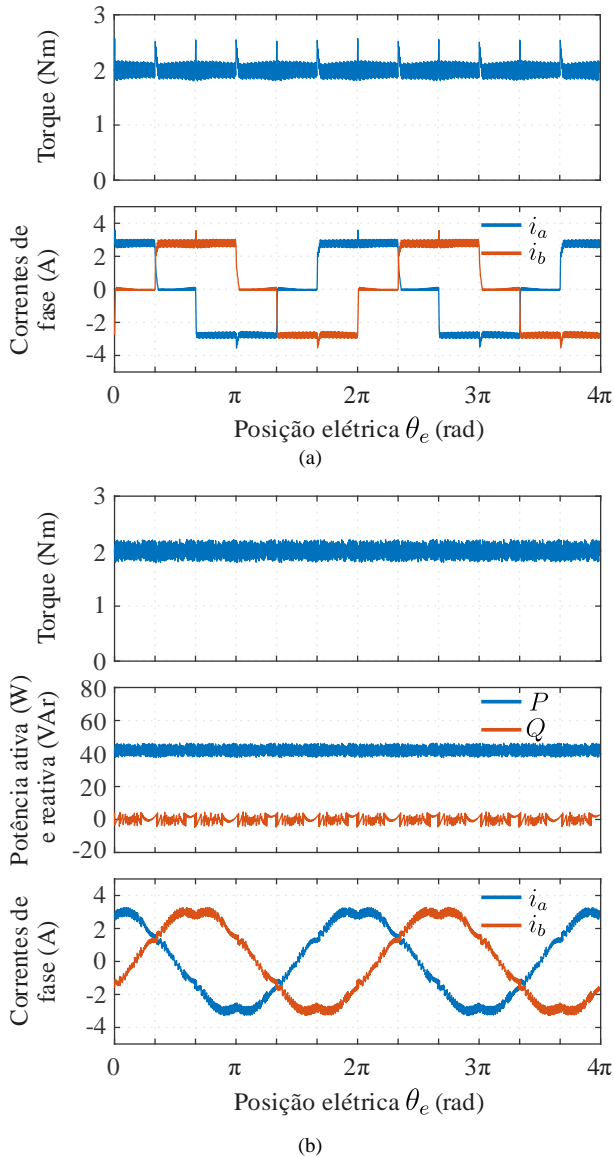 3
2
1
0
Torque (Nm)
4
2
0
-2
-4
Correntes de
fase (A)
i_a
i_b
0
π
2π
3π
4π
Posição elétrica θ_e (rad)
(a)
3
2
1
0
Torque (Nm)
80
60
40
20
0
-20
Potência ativa (W)
e reativa (VAr)
P
Q
4
2
0
-2
-4
Correntes de
fase (A)
i_a
i_b
0
π
2π
3π
4π
Posição elétrica θ_e (rad)
(b)